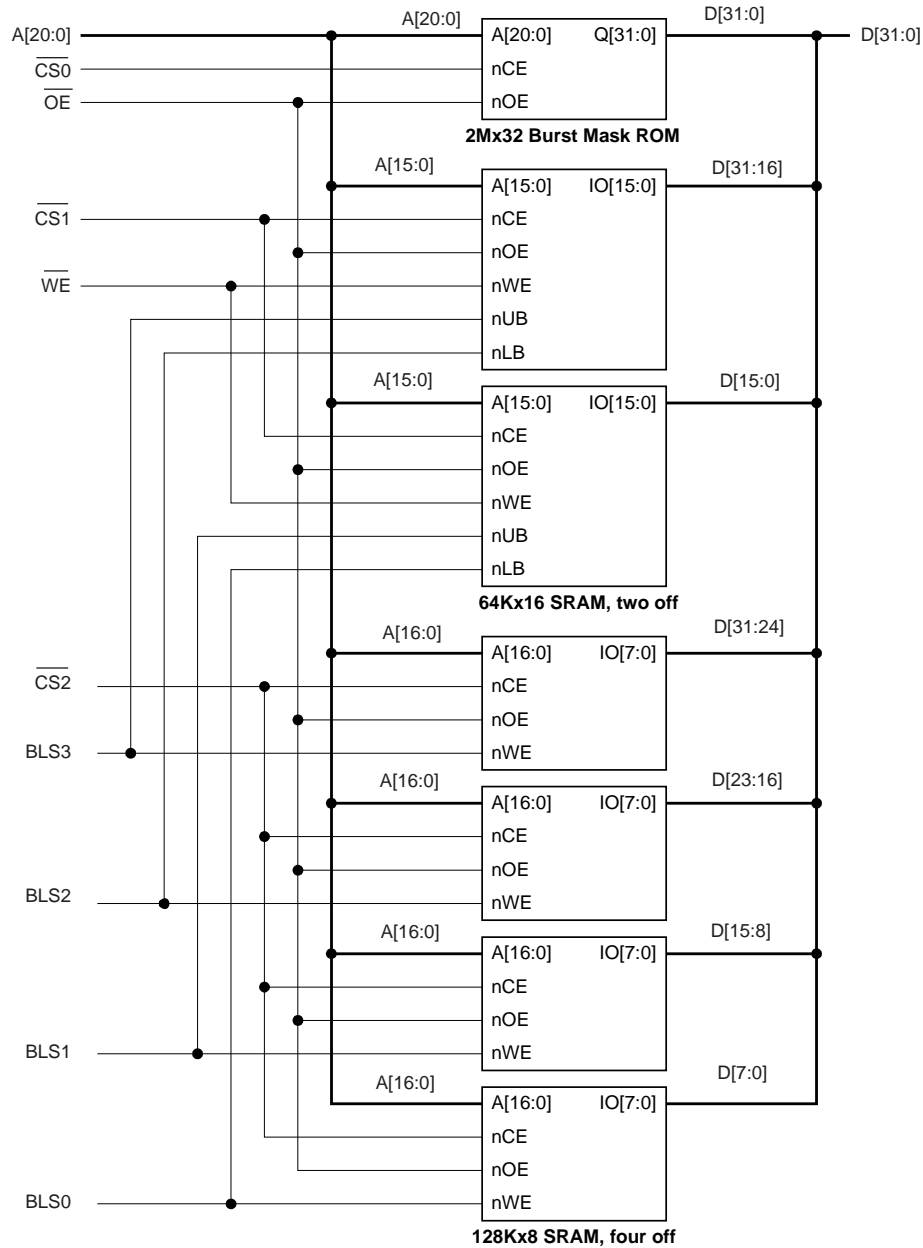 A[20:0] A[20:0] A[20:0] Q[31:0] D[31:0] D[31:0]
CS0 nCE
OE nOE
2Mx32 Burst Mask ROM
A[15:0] A[15:0] IO[15:0] D[31:16]
CS1 nCE
nOE
WE nWE
nUB
nLB
A[15:0] A[15:0] IO[15:0] D[15:0]
nCE
nOE
nWE
nUB
nLB
64Kx16 SRAM, two off
A[16:0] A[16:0] IO[7:0] D[31:24]
CS2 nCE
nOE
BLS3 nWE
A[16:0] A[16:0] IO[7:0] D[23:16]
nCE
nOE
BLS2 nWE
A[16:0] A[16:0] IO[7:0] D[15:8]
nCE
nOE
BLS1 nWE
A[16:0] A[16:0] IO[7:0] D[7:0]
nCE
nOE
BLS0 nWE
128Kx8 SRAM, four off